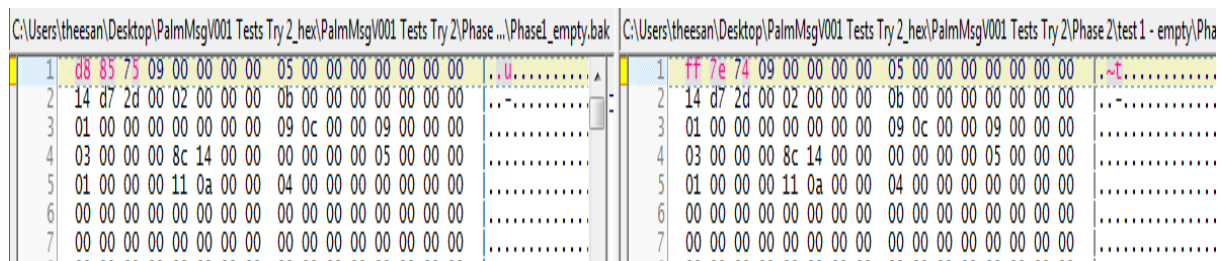 C:\Users\theesan\Desktop\PalmMsgV001 Tests Try 2_hex\PalmMsgV001 Tests Try 2\Phase ...\Phase1_empty.bak
1 d8 85 75 09 00 00 00 00 05 00 00 00 00 00 00 00 ..u..........
2 14 d7 2d 00 02 00 00 00 0b 00 00 00 00 00 00 00 ..-..........
3 01 00 00 00 00 00 00 00 09 0c 00 00 09 00 00 00 .............
4 03 00 00 00 8c 14 00 00 00 00 00 00 05 00 00 00 .............
5 01 00 00 00 11 0a 00 00 04 00 00 00 00 00 00 00 .............
6 00 00 00 00 00 00 00 00 00 00 00 00 00 00 00 00 .............
7 00 00 00 00 00 00 00 00 00 00 00 00 00 00 00 00 .............
C:\Users\theesan\Desktop\PalmMsgV001 Tests Try 2_hex\PalmMsgV001 Tests Try 2\Phase 2\test 1 - empty\Pha
1 ff 7e 74 09 00 00 00 00 05 00 00 00 00 00 00 00 .~t.............
2 14 d7 2d 00 02 00 00 00 0b 00 00 00 00 00 00 00 ..-.............
3 01 00 00 00 00 00 00 00 09 0c 00 00 09 00 00 00 .............
4 03 00 00 00 8c 14 00 00 00 00 00 00 05 00 00 00 .............
5 01 00 00 00 11 0a 00 00 04 00 00 00 00 00 00 00 .............
6 00 00 00 00 00 00 00 00 00 00 00 00 00 00 00 00 .............
7 00 00 00 00 00 00 00 00 00 00 00 00 00 00 00 00 .............